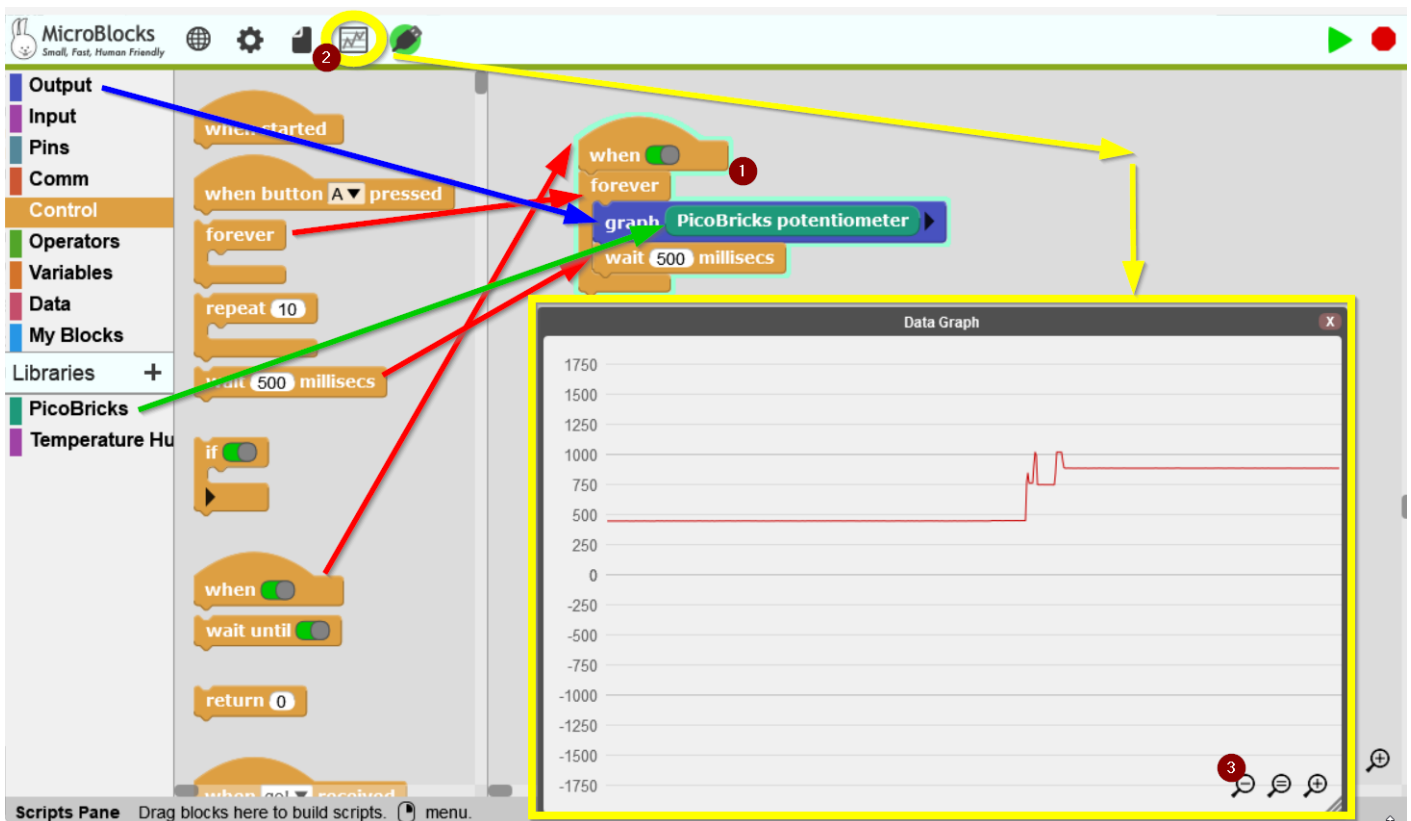 MicroBlocks
Small, Fast, Human Friendly
2
Output
Input
Pins
Comm
Control
Operators
Variables
Data
My Blocks
Libraries +
PicoBricks
Temperature Hu
when started
when button A pressed
forever
repeat 10
wait 500 millisecs
if
when
wait until
return 0
when go! received
when
1
forever
graph PicoBricks potentiometer
wait 500 millisecs
Data Graph X
1750
1500
1250
1000
750
500
250
0
-250
-500
-750
-1000
-1250
-1500
-1750
3
Scripts Pane Drag blocks here to build scripts. menu.